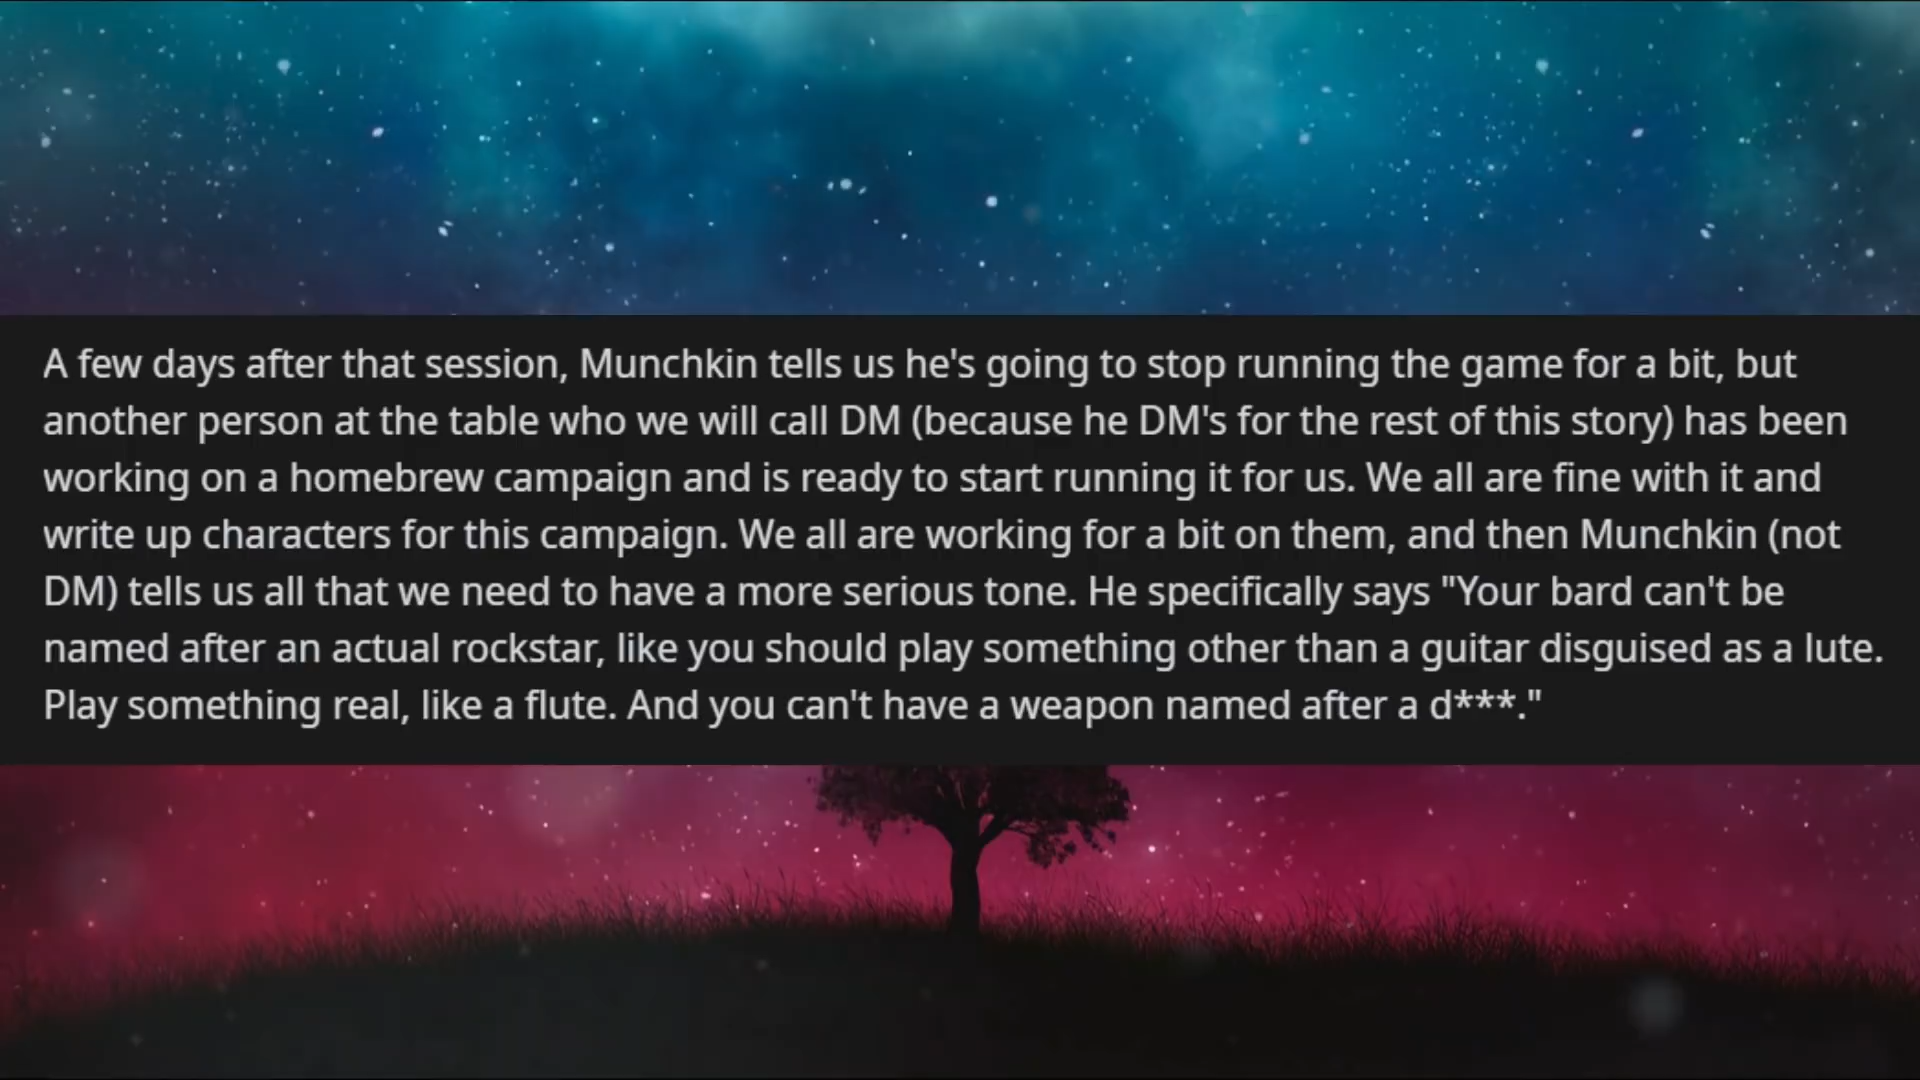 A few days after that session, Munchkin tells us he's going to stop running the game for a bit, but
another person at the table who we will call DM (because he DM's for the rest of this story) has been
working on a homebrew campaign and is ready to start running it for us. We all are fine with it and
write up characters for this campaign. We all are working for a bit on them, and then Munchkin (not
DM) tells us all that we need to have a more serious tone. He specifically says "Your bard can't be
named after an actual rockstar, like you should play something other than a guitar disguised as a lute.
Play something real, like a flute. And you can't have a weapon named after a d***."